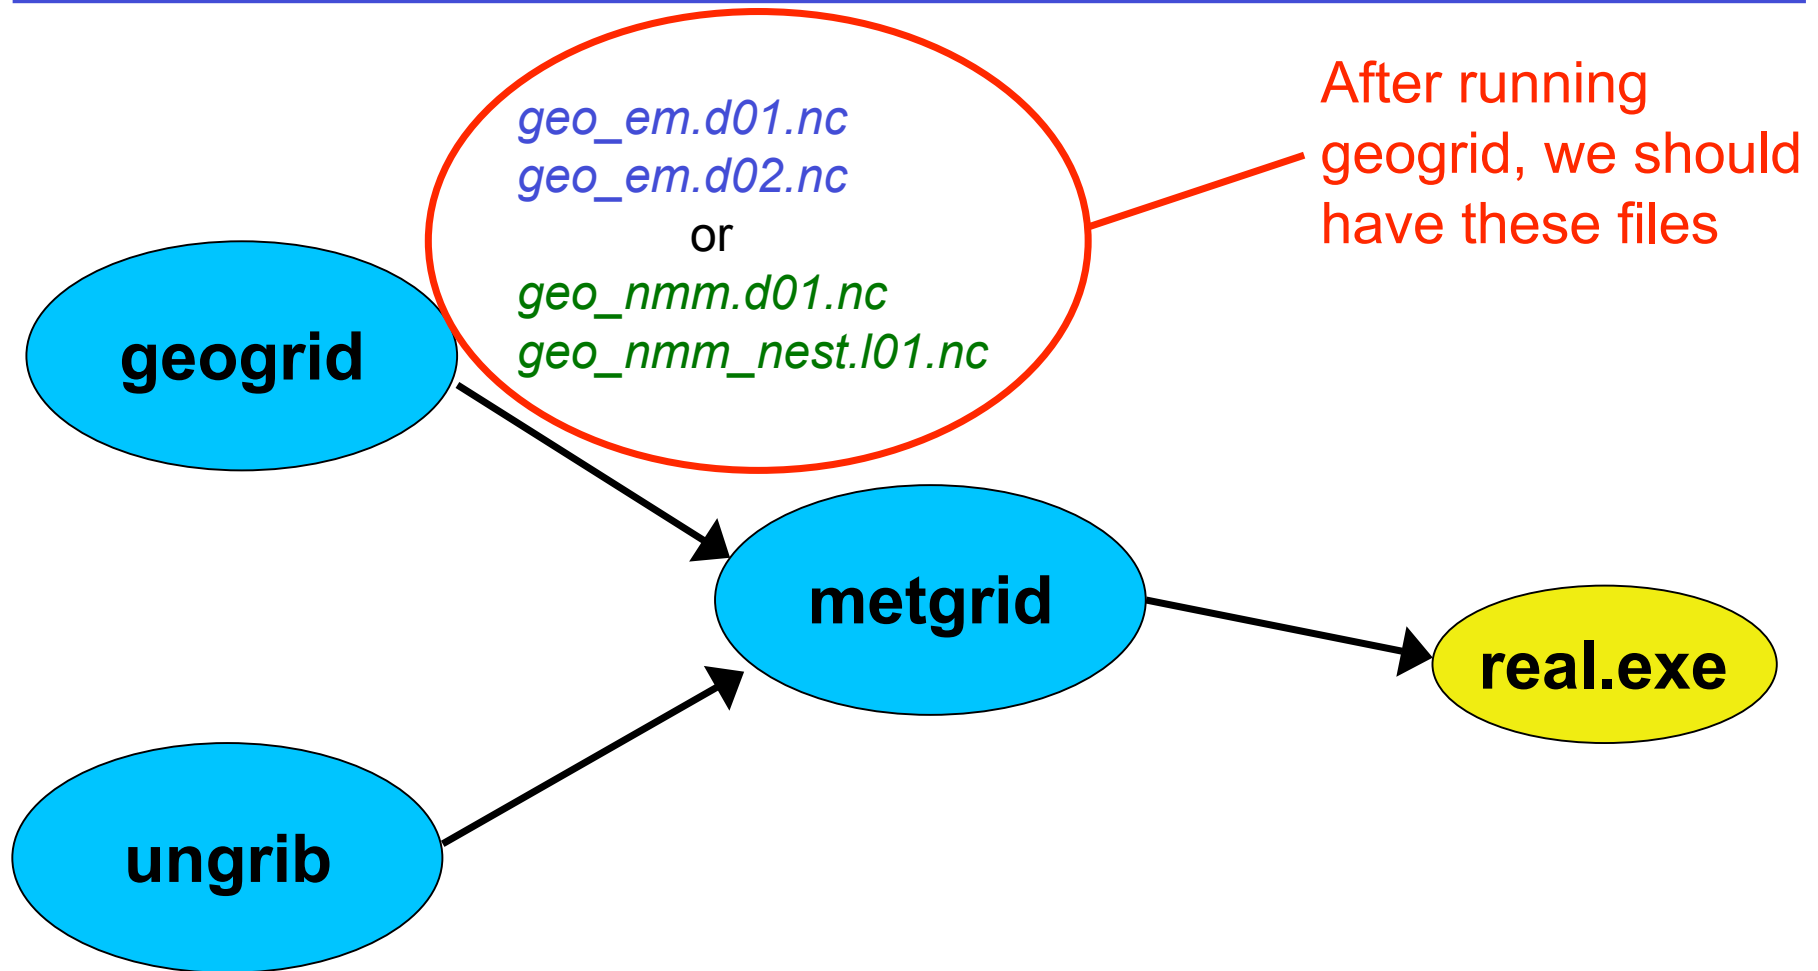 geo_em.d01.nc
geo_em.d02.nc
or
geo_nmm.d01.nc
geo_nmm_nest.l01.nc
After running
geogrid, we should
have these files
geogrid
metgrid
real.exe
ungrib